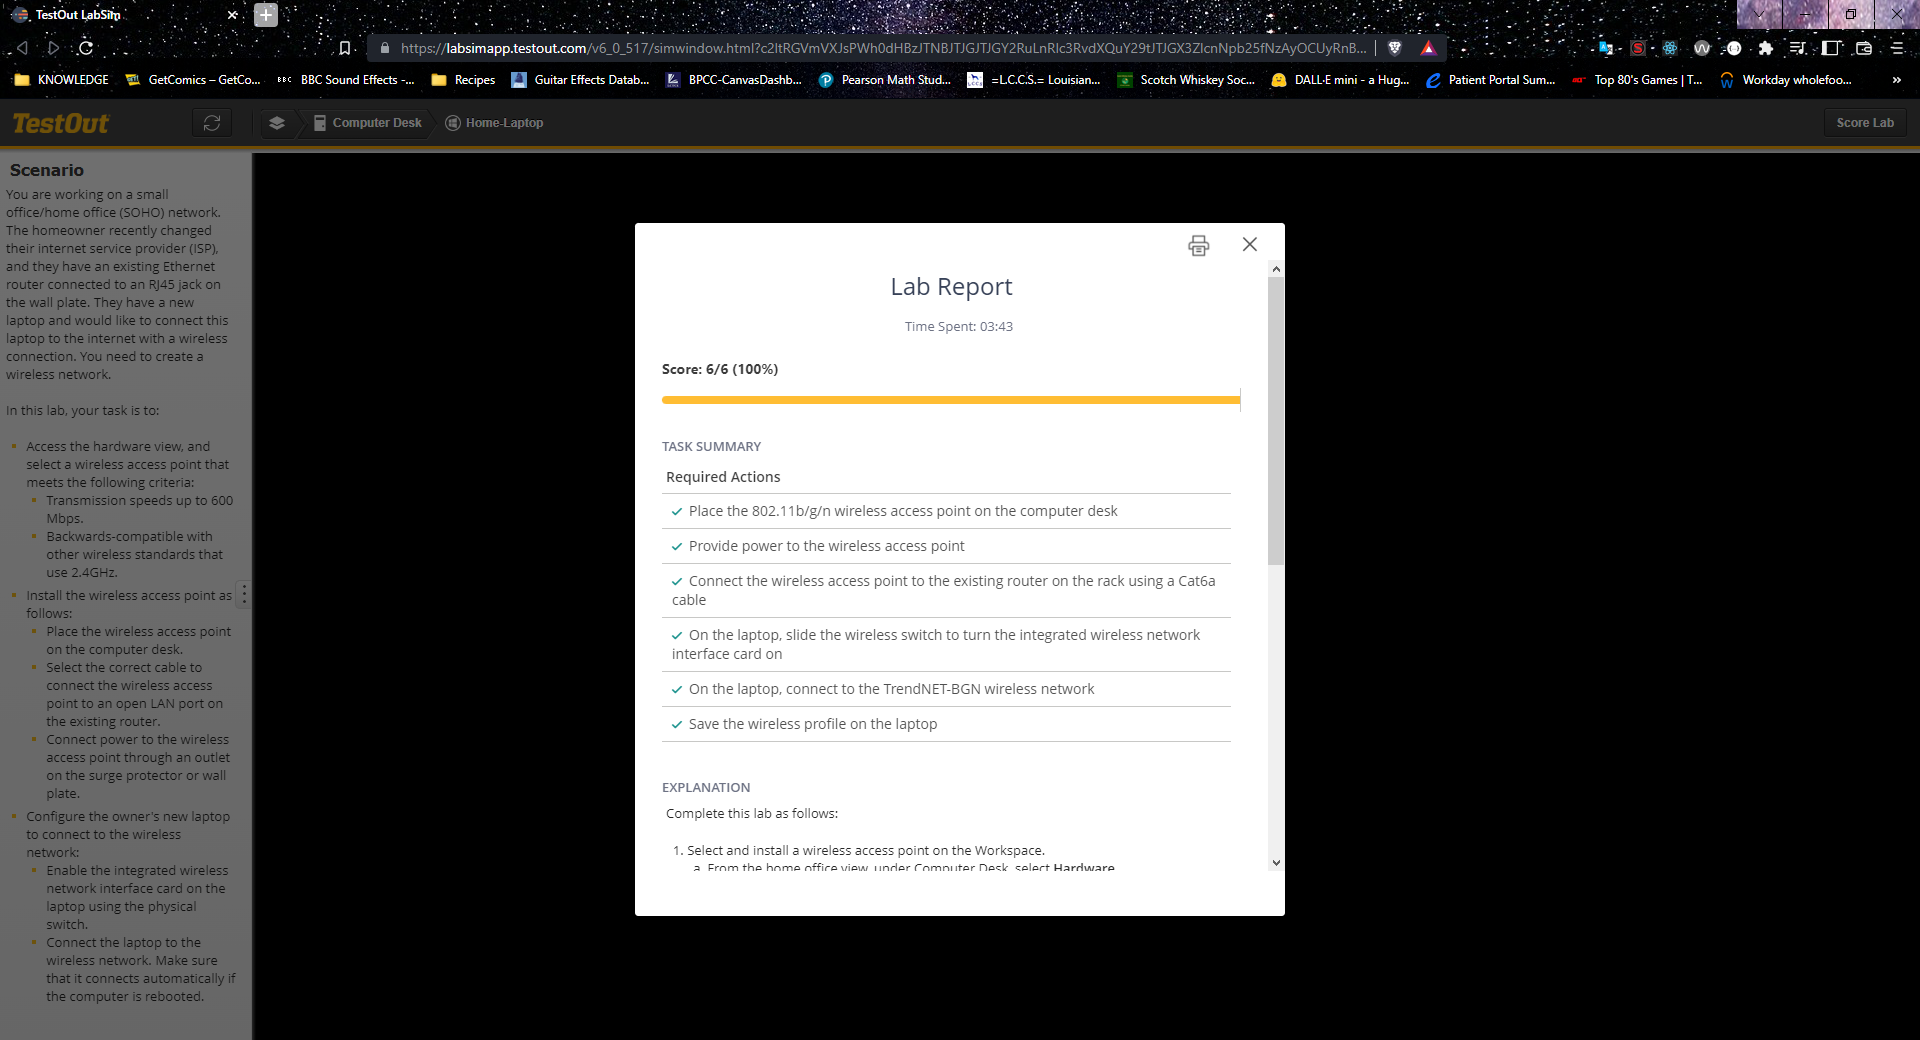 TestOut LabSim
https://labsimapp.testout.com/v6_0_517/simwindow.html?c2ltRGVmVXJsPWh0dHBzJTNBJTJGJTJGY2RuLnRlc3RvdXQuY29tJTJGX3ZlcnNpb25fNzAyOCUyRnB...
KNOWLEDGE
GetComics – GetCo...
BBC BBC Sound Effects -...
Recipes
Guitar Effects Datab...
BPCC-CanvasDashb...
Pearson Math Stud...
=L.C.C.S.= Louisian...
Scotch Whiskey Soc...
DALL·E mini - a Hug...
Patient Portal Sum...
Top 80's Games | T...
Workday wholefoo...
»
TestOut
Computer Desk
Home-Laptop
Score Lab
Scenario
You are working on a small
office/home office (SOHO) network.
The homeowner recently changed
their internet service provider (ISP),
and they have an existing Ethernet
router connected to an RJ45 jack on
the wall plate. They have a new
laptop and would like to connect this
laptop to the internet with a wireless
connection. You need to create a
wireless network.
In this lab, your task is to:
Access the hardware view, and
select a wireless access point that
meets the following criteria:
Transmission speeds up to 600
Mbps.
Backwards-compatible with
other wireless standards that
use 2.4GHz.
Install the wireless access point as
follows:
Place the wireless access point
on the computer desk.
Select the correct cable to
connect the wireless access
point to an open LAN port on
the existing router.
Connect power to the wireless
access point through an outlet
on the surge protector or wall
plate.
Configure the owner's new laptop
to connect to the wireless
network:
Enable the integrated wireless
network interface card on the
laptop using the physical
switch.
Connect the laptop to the
wireless network. Make sure
that it connects automatically if
the computer is rebooted.
Lab Report
Time Spent: 03:43
Score: 6/6 (100%)
TASK SUMMARY
Required Actions
Place the 802.11b/g/n wireless access point on the computer desk
Provide power to the wireless access point
Connect the wireless access point to the existing router on the rack using a Cat6a
cable
On the laptop, slide the wireless switch to turn the integrated wireless network
interface card on
On the laptop, connect to the TrendNET-BGN wireless network
Save the wireless profile on the laptop
EXPLANATION
Complete this lab as follows:
1. Select and install a wireless access point on the Workspace.
a. From the home office view, under Computer Desk, select Hardware.